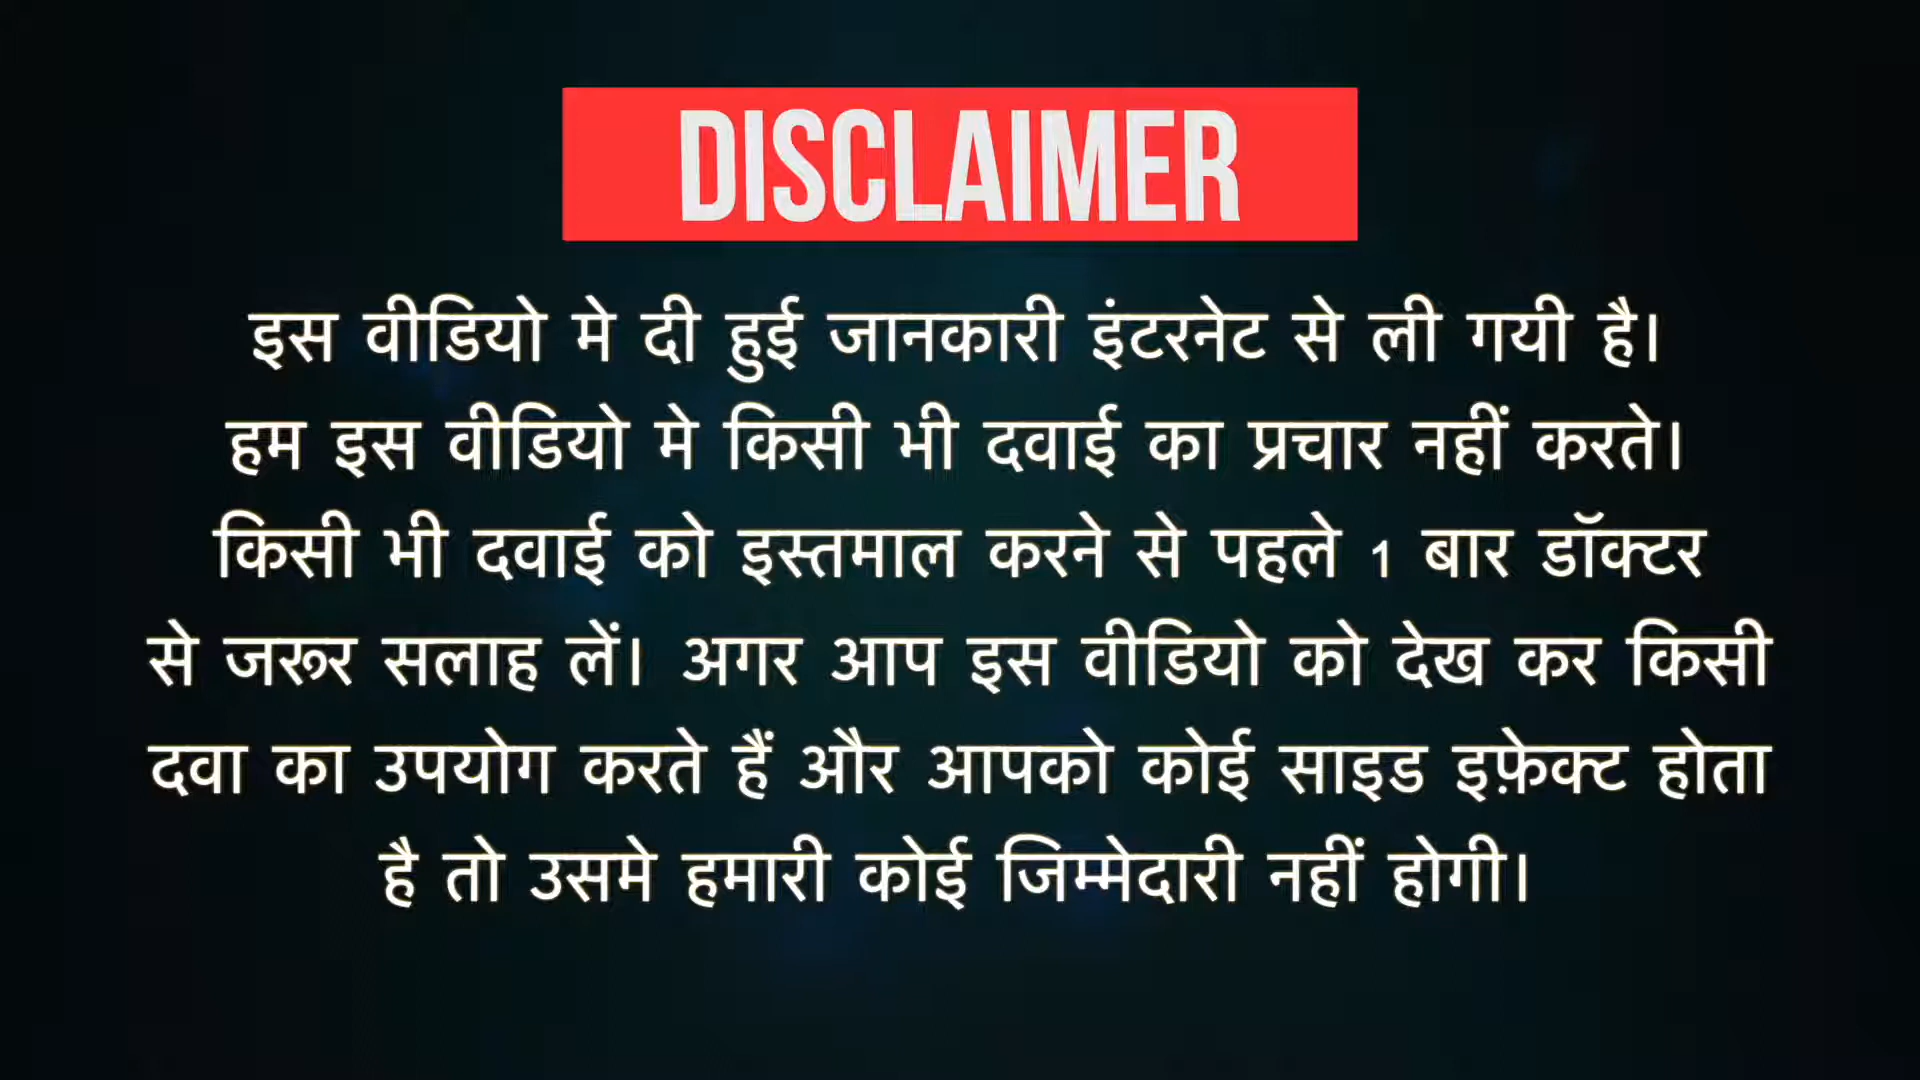 DISCLAIMER
इस वीडियो मे दी हुई जानकारी इंटरनेट से ली गयी है।
हम इस वीडियो मे किसी भी दवाई का प्रचार नहीं करते।
किसी भी दवाई को इस्तमाल करने से पहले 1 बार डॉक्टर
से जरूर सलाह लें। अगर आप इस वीडियो को देख कर किसी
दवा का उपयोग करते हैं और आपको कोई साइड इफ़ेक्ट होता
है तो उसमे हमारी कोई जिम्मेदारी नहीं होगी।